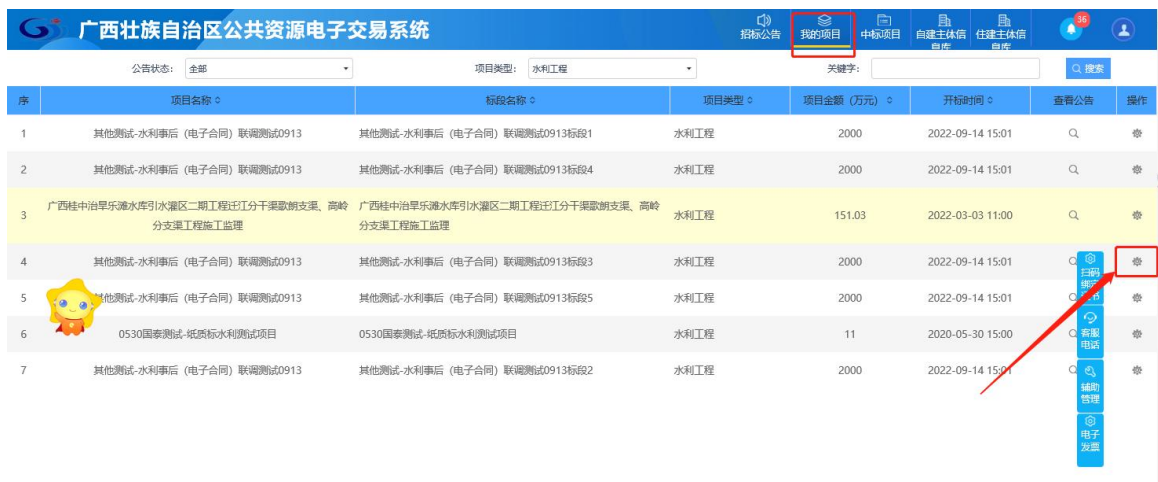 广西壮族自治区公共资源电子交易系统
招标公告
我的项目
中标项目
自建主体信息库
住建主体信息库
36
公告状态: 全部 项目类型: 水利工程 关键字: 搜索
序 项目名称 标段名称 项目类型 项目金额（万元） 开标时间 查看公告 操作
1 其他测试-水利事后（电子合同）联调测试0913 其他测试-水利事后（电子合同）联调测试0913标段1 水利工程 2000 2022-09-14 15:01
2 其他测试-水利事后（电子合同）联调测试0913 其他测试-水利事后（电子合同）联调测试0913标段4 水利工程 2000 2022-09-14 15:01
3 广西桂中治旱乐滩水库引水灌区二期工程迁江分干渠歌朗支渠、高岭 广西桂中治旱乐滩水库引水灌区二期工程迁江分干渠歌朗支渠、高岭 水利工程 151.03 2022-03-03 11:00
分支渠工程施工监理 分支渠工程施工监理
4 其他测试-水利事后（电子合同）联调测试0913 其他测试-水利事后（电子合同）联调测试0913标段3 水利工程 2000 2022-09-14 15:01
5 其他测试-水利事后（电子合同）联调测试0913 其他测试-水利事后（电子合同）联调测试0913标段5 水利工程 2000 2022-09-14 15:01
6 0530国泰测试-纸质标水利测试项目 0530国泰测试-纸质标水利测试项目 水利工程 11 2020-05-30 15:00
7 其他测试-水利事后（电子合同）联调测试0913 其他测试-水利事后（电子合同）联调测试0913标段2 水利工程 2000 2022-09-14 15:01
扫码
客服
电话
辅助
管理
电子
发票